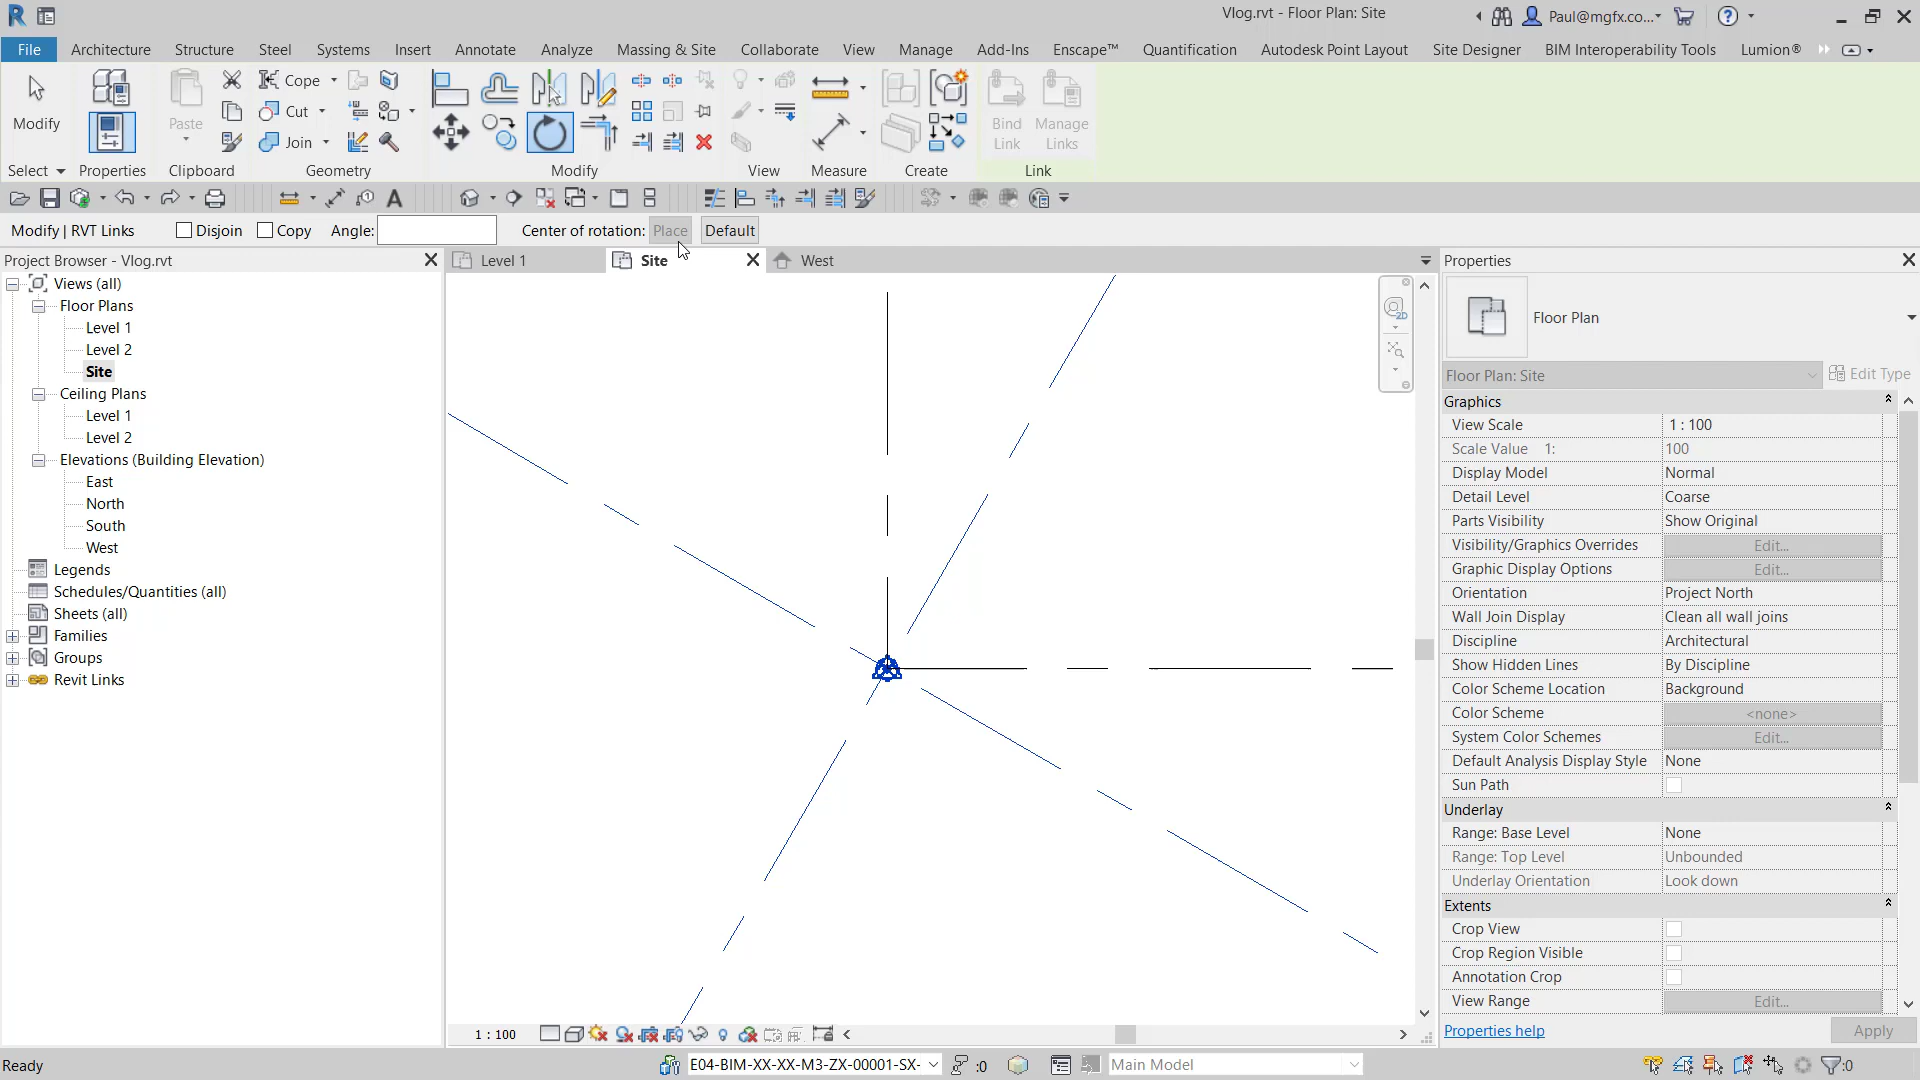 Vlog.rvt - Floor Plan: Site
Paul@mgfx.co...
File
Architecture
Structure
Steel
Systems
Insert
Annotate
Analyze
Massing & Site
Collaborate
View
Manage
Add-Ins
Enscape™
Quantification
Autodesk Point Layout
Site Designer
BIM Interoperability Tools
Lumion®
Modify
Paste
Cope
Cut
Join
Bind
Link
Manage
Links
Select
Properties
Clipboard
Geometry
Modify
View
Measure
Create
Link
Modify | RVT Links
Disjoin
Copy
Angle:
Center of rotation:
Place
Default
Project Browser - Vlog.rvt
Level 1
Site
West
Properties
Views (all)
Floor Plans
Level 1
Level 2
Site
Ceiling Plans
Level 1
Level 2
Elevations (Building Elevation)
East
North
South
West
Legends
Schedules/Quantities (all)
Sheets (all)
Families
Groups
Revit Links
2D
Floor Plan
Floor Plan: Site
Edit Type
Graphics
View Scale 1 : 100
Scale Value 1: 100
Display Model Normal
Detail Level Coarse
Parts Visibility Show Original
Visibility/Graphics Overrides Edit...
Graphic Display Options Edit...
Orientation Project North
Wall Join Display Clean all wall joins
Discipline Architectural
Show Hidden Lines By Discipline
Color Scheme Location Background
Color Scheme <none>
System Color Schemes Edit...
Default Analysis Display Style None
Sun Path
Underlay
Range: Base Level None
Range: Top Level Unbounded
Underlay Orientation Look down
Extents
Crop View
Crop Region Visible
Annotation Crop
View Range Edit...
Properties help
Apply
1 : 100
Ready
E04-BIM-XX-XX-M3-ZX-00001-SX-
:0
Main Model
:0